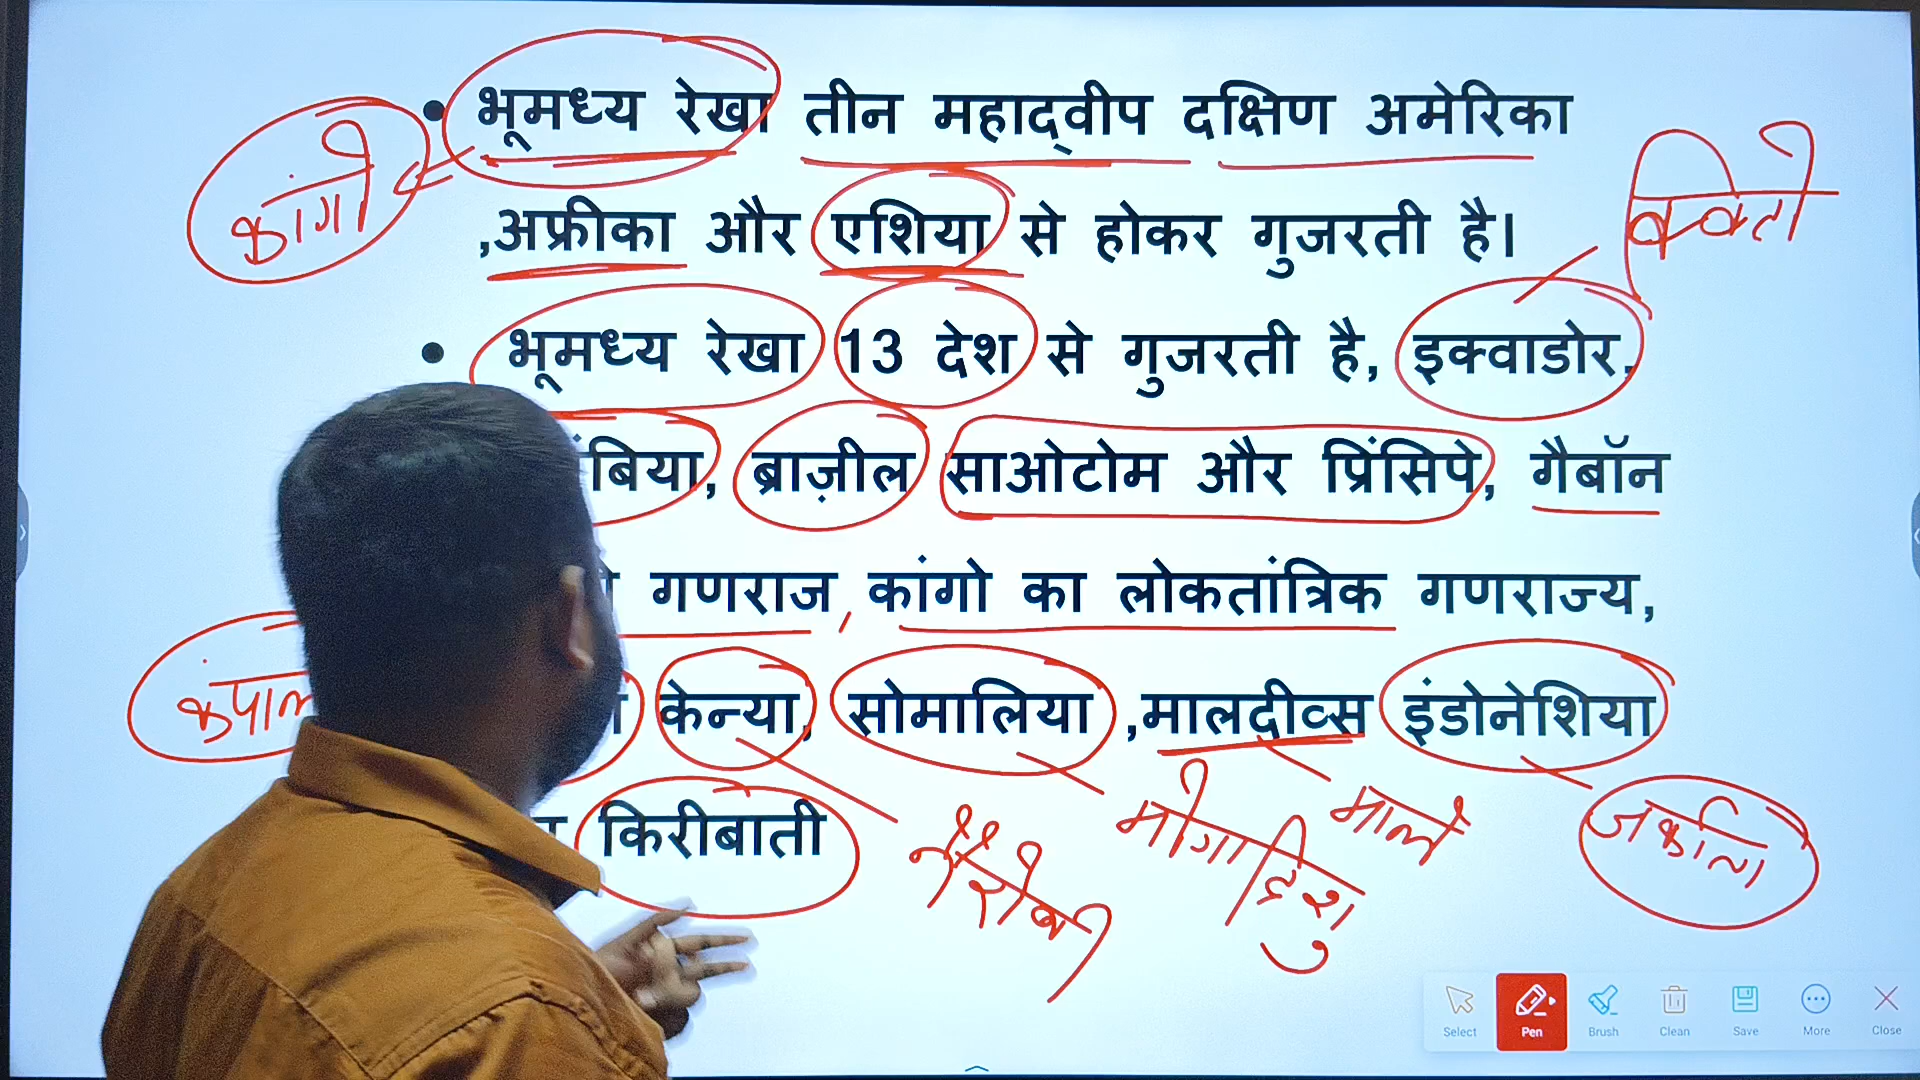 • भूमध्य रेखा तीन महाद्वीप दक्षिण अमेरिका
,अफ्रीका और एशिया से होकर गुजरती है।
कांगो
• भूमध्य रेखा 13 देश से गुजरती है, इक्वाडोर,
बिया, ब्राज़ील साओटोम और प्रिंसिपे, गैबॉन
गणराज, कांगो का लोकतांत्रिक गणराज्य,
केन्या, सोमालिया ,मालदीव्स इंडोनेशिया
किरीबाती
नैरोबी
मोगादिशु
माले
जर्काता
Select Pen Brush Clean Save More Close